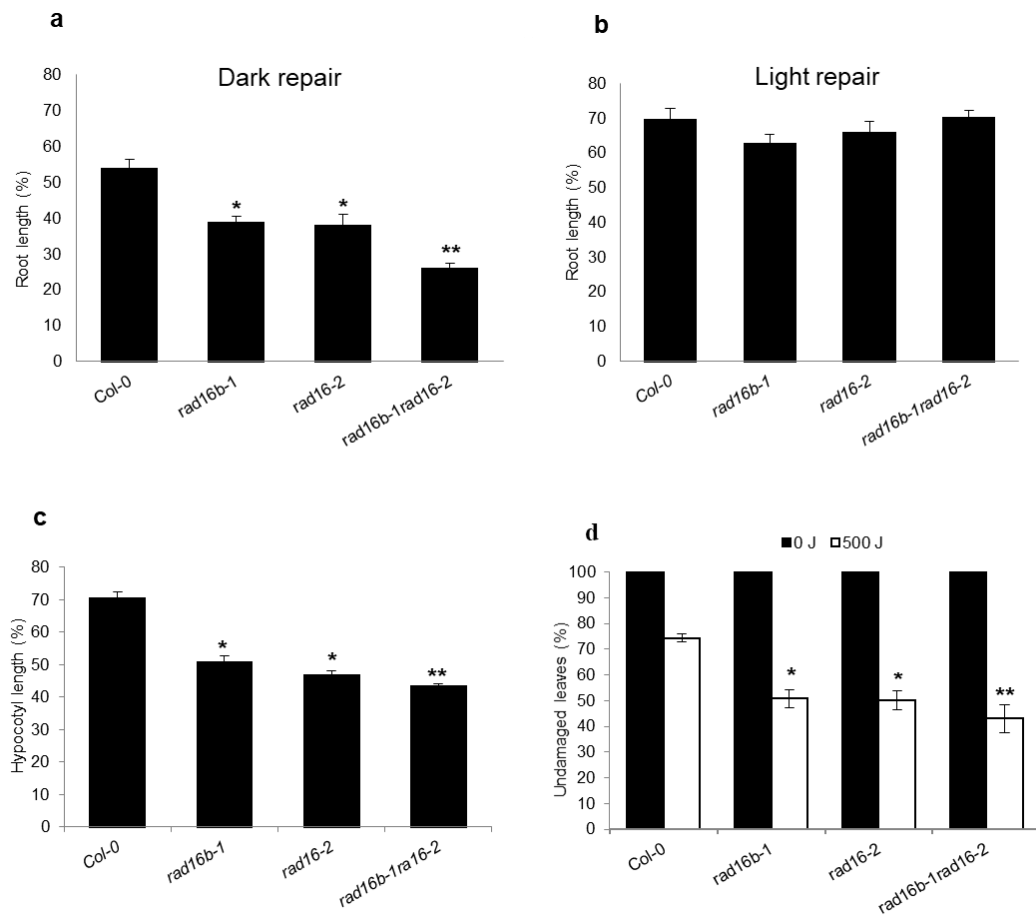 a
Dark repair
Root length (%)
80
70
60
50
40
30
20
10
0
*
*
**
Col-0
rad16b-1
rad16-2
rad16b-1rad16-2
b
Light repair
Root length (%)
80
70
60
50
40
30
20
10
0
Col-0
rad16b-1
rad16-2
rad16b-1rad16-2
c
Hypocotyl length (%)
80
70
60
50
40
30
20
10
0
*
*
**
Col-0
rad16b-1
rad16-2
rad16b-1ra16-2
d
0 J 500 J
Undamaged leaves (%)
100
90
80
70
60
50
40
30
20
10
0
*
*
**
Col-0
rad16b-1
rad16-2
rad16b-1rad16-2